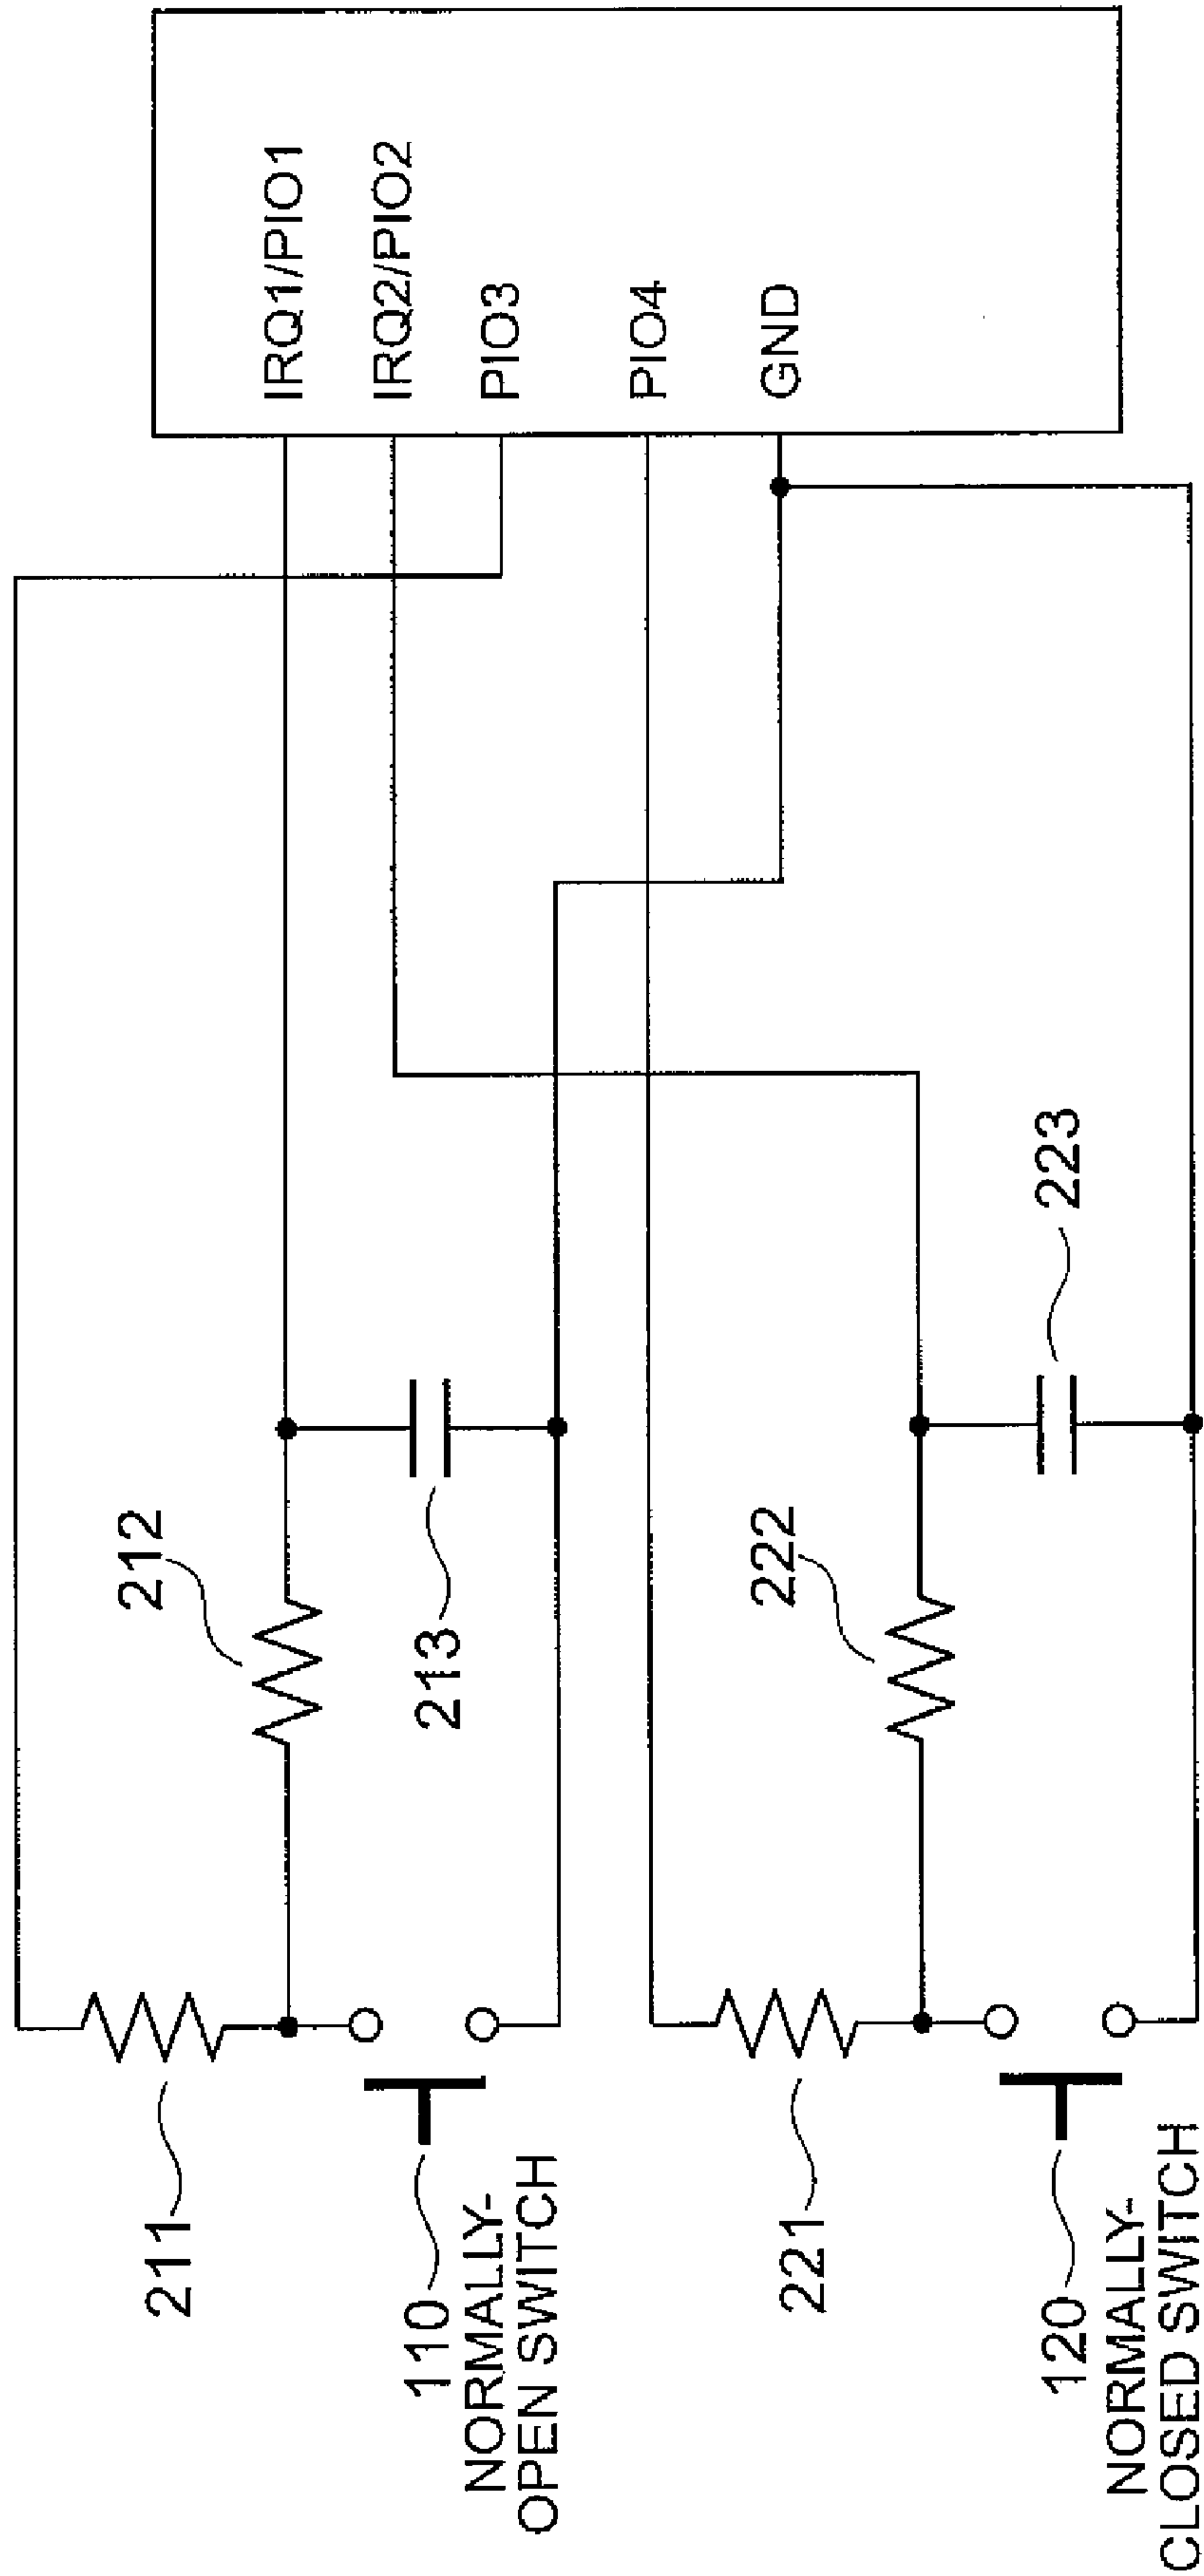 212
211
IRQ1/PIO1
IRQ2/PIO2
PIO3
213
110
NORMALLY-
OPEN SWITCH
PIO4
GND
222
221
223
120
NORMALLY-
CLOSED SWITCH